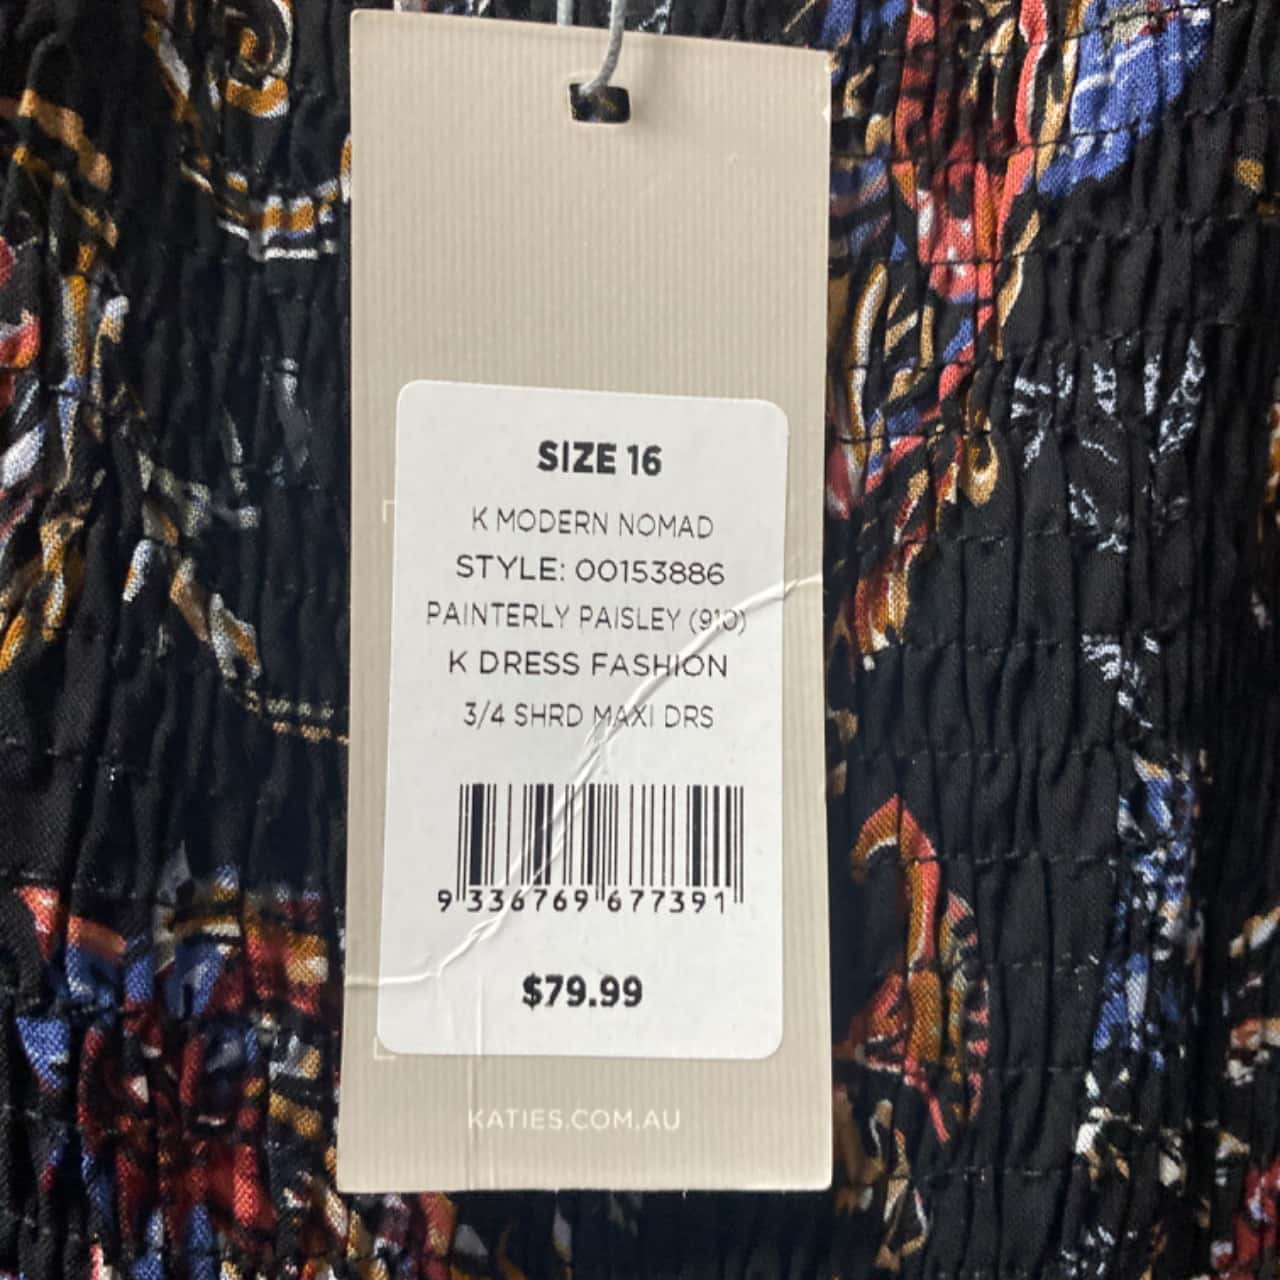 SIZE 16
K MODERN NOMAD
STYLE: 00153886
PAINTERLY PAISLEY (910)
K DRESS FASHION
3/4 SHRD MAXI DRS
9 336769 677391
$79.99
KATIES.COM.AU